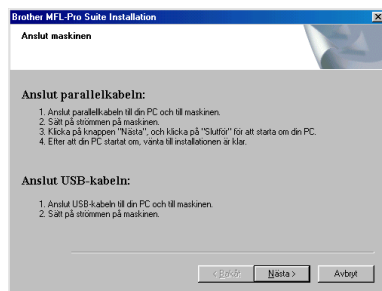 Brother MFL-Pro Suite Installation
Anslut maskinen
Anslut parallelkabeln:
1. Anslut parallellkabeln till din PC och till maskinen.
2. Sätt på strömmen på maskinen.
3. Klicka på knappen "Nästa", och klicka på "Slutför" för att starta om din PC.
4. Efter att din PC startat om, vänta till installationen är klar.
Anslut USB-kabeln:
1. Anslut USB-kabeln till din PC och till maskinen.
2. Sätt på strömmen på maskinen.
< Bakåt Nästa > Avbryt